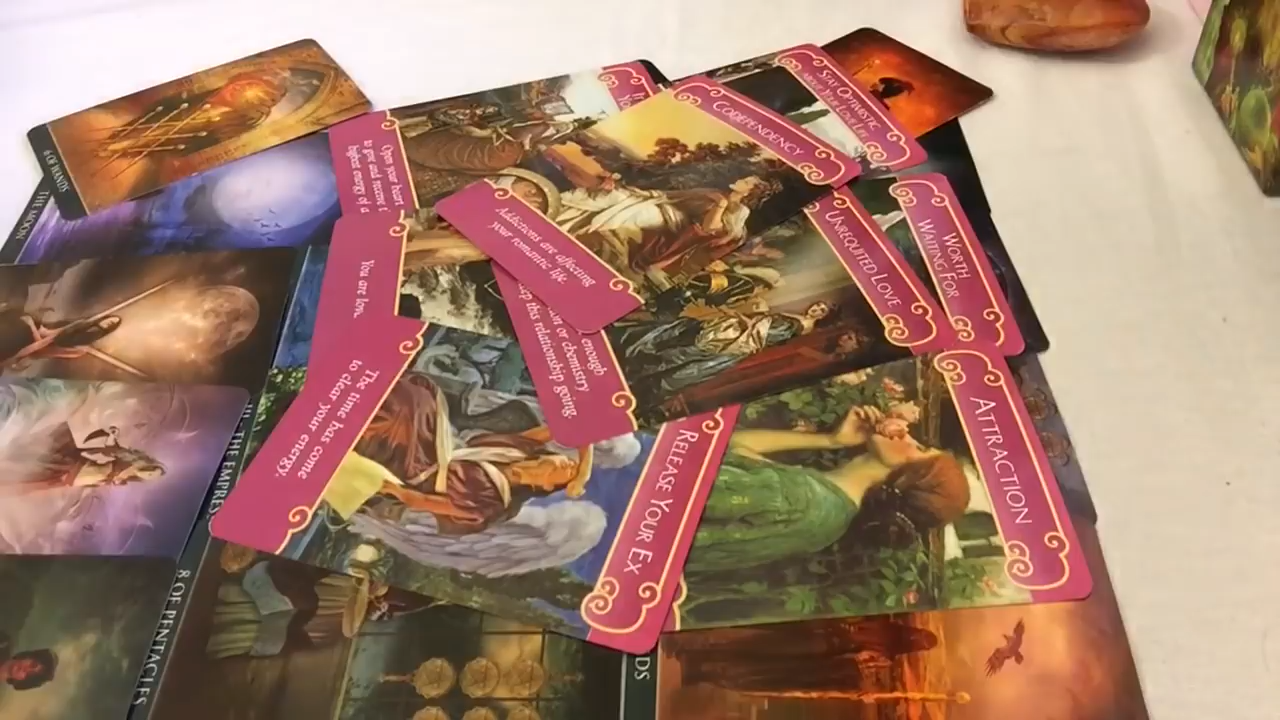 STAY OPTIMISTIC
ABOUT YOUR LOVE LIFE
CODEPENDENCY
Open your heart
to give and receive
highest energy of
6 OF WANDS
THE MOON
WORTH
WAITING FOR
UNREQUITED LOVE
Addictions are affecting
your romantic life.
You are
enough
or chemistry
this relationship going.
The time has come
to clear your energy.
ATTRACTION
RELEASE YOUR EX
III - THE EMPRESS
8 OF PENTACLES
DS